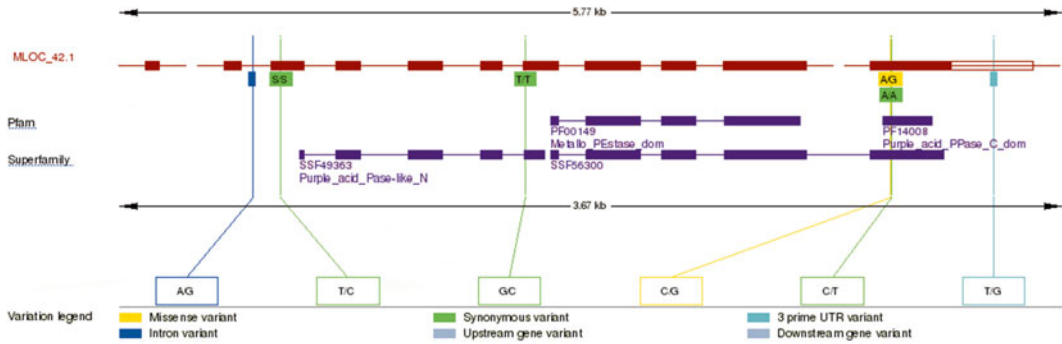 5.77 kb
MLOC_42.1
S/S T/T A/G
A/A
Pfam
PF00149 PF14008
Metallo_PEstase_dom Purple_acid_PPase_C_dom
Superfamily
SSF49363 SSF56300
Purple_acid_Pase-like_N
3.67 kb
A/G T/C G/C C/G C/T T/G
Variation legend
Missense variant Synonymous variant 3 prime UTR variant
Intron variant Upstream gene variant Downstream gene variant